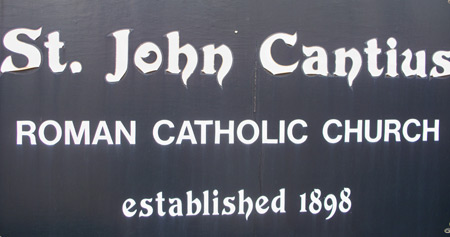 St. John Cantius
ROMAN CATHOLIC CHURCH
established 1898